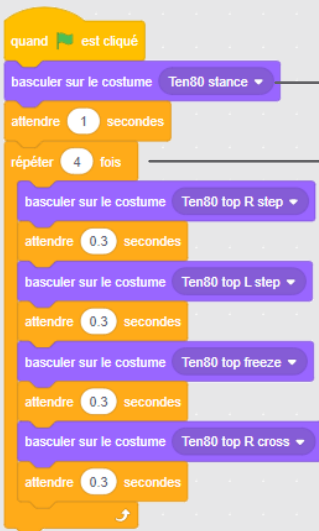 quand est cliqué
basculer sur le costume Ten80 stance
attendre 1 secondes
répéter 4 fois
basculer sur le costume Ten80 top R step
attendre 0.3 secondes
basculer sur le costume Ten80 top L step
attendre 0.3 secondes
basculer sur le costume Ten80 top freeze
attendre 0.3 secondes
basculer sur le costume Ten80 top R cross
attendre 0.3 secondes